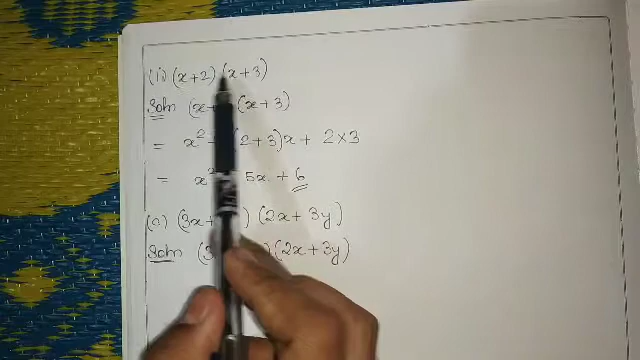 (ii) (x+2) (x+3)
Soln (x+ (x+3)
= x² (2+3)x + 2×3
= x² 5x + 6
(c) (3x+ ) (2x+3y)
Soln (3 ) (2x+3y)